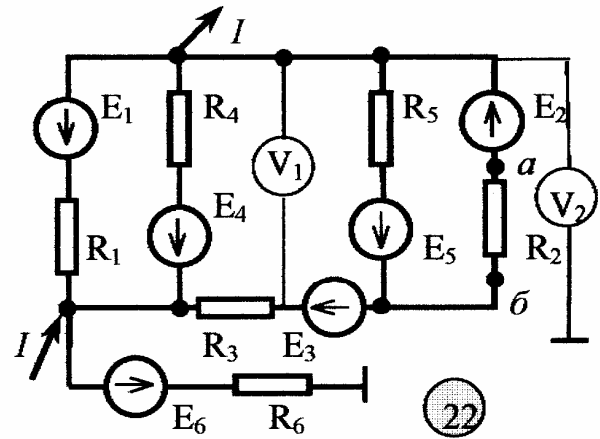 I
E₁ R₄ R₅ E₂
V₁ а
E₄ V₂
R₁ E₅ R₂
I R₃ E₃ б
E₆ R₆ 22